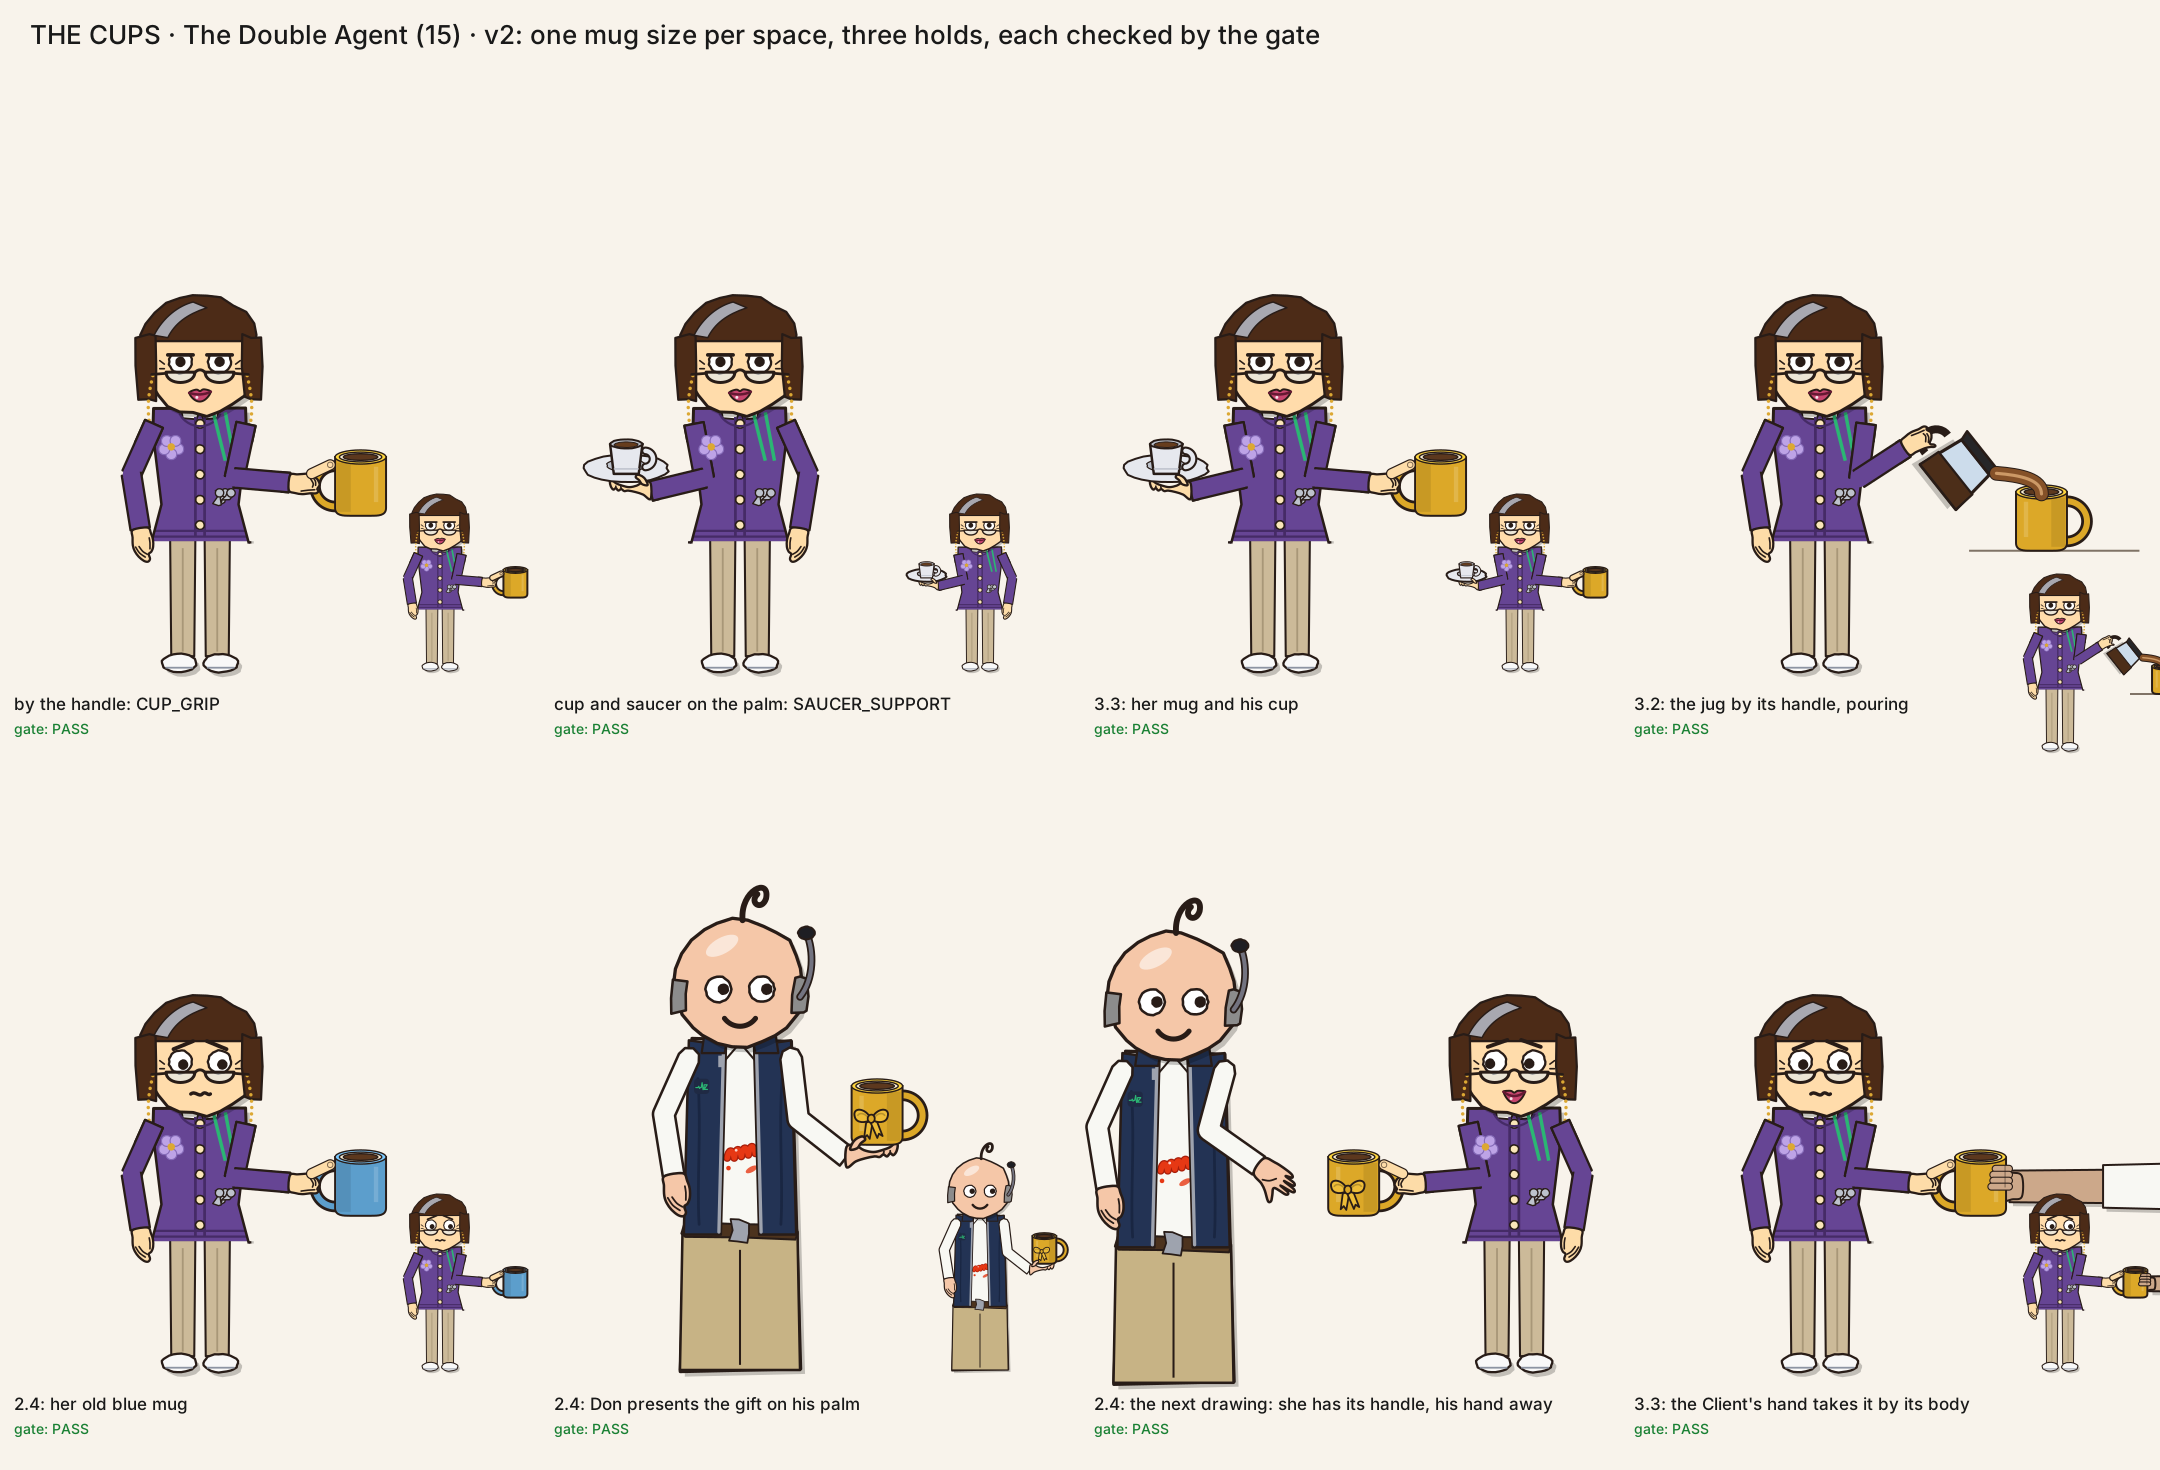 THE CUPS · The Double Agent (15) · v2: one mug size per space, three holds, each checked by the gate
by the handle: CUP_GRIP
gate: PASS
cup and saucer on the palm: SAUCER_SUPPORT
gate: PASS
3.3: her mug and his cup
gate: PASS
3.2: the jug by its handle, pouring
gate: PASS
2.4: her old blue mug
gate: PASS
2.4: Don presents the gift on his palm
gate: PASS
2.4: the next drawing: she has its handle, his hand away
gate: PASS
3.3: the Client's hand takes it by its body
gate: PASS